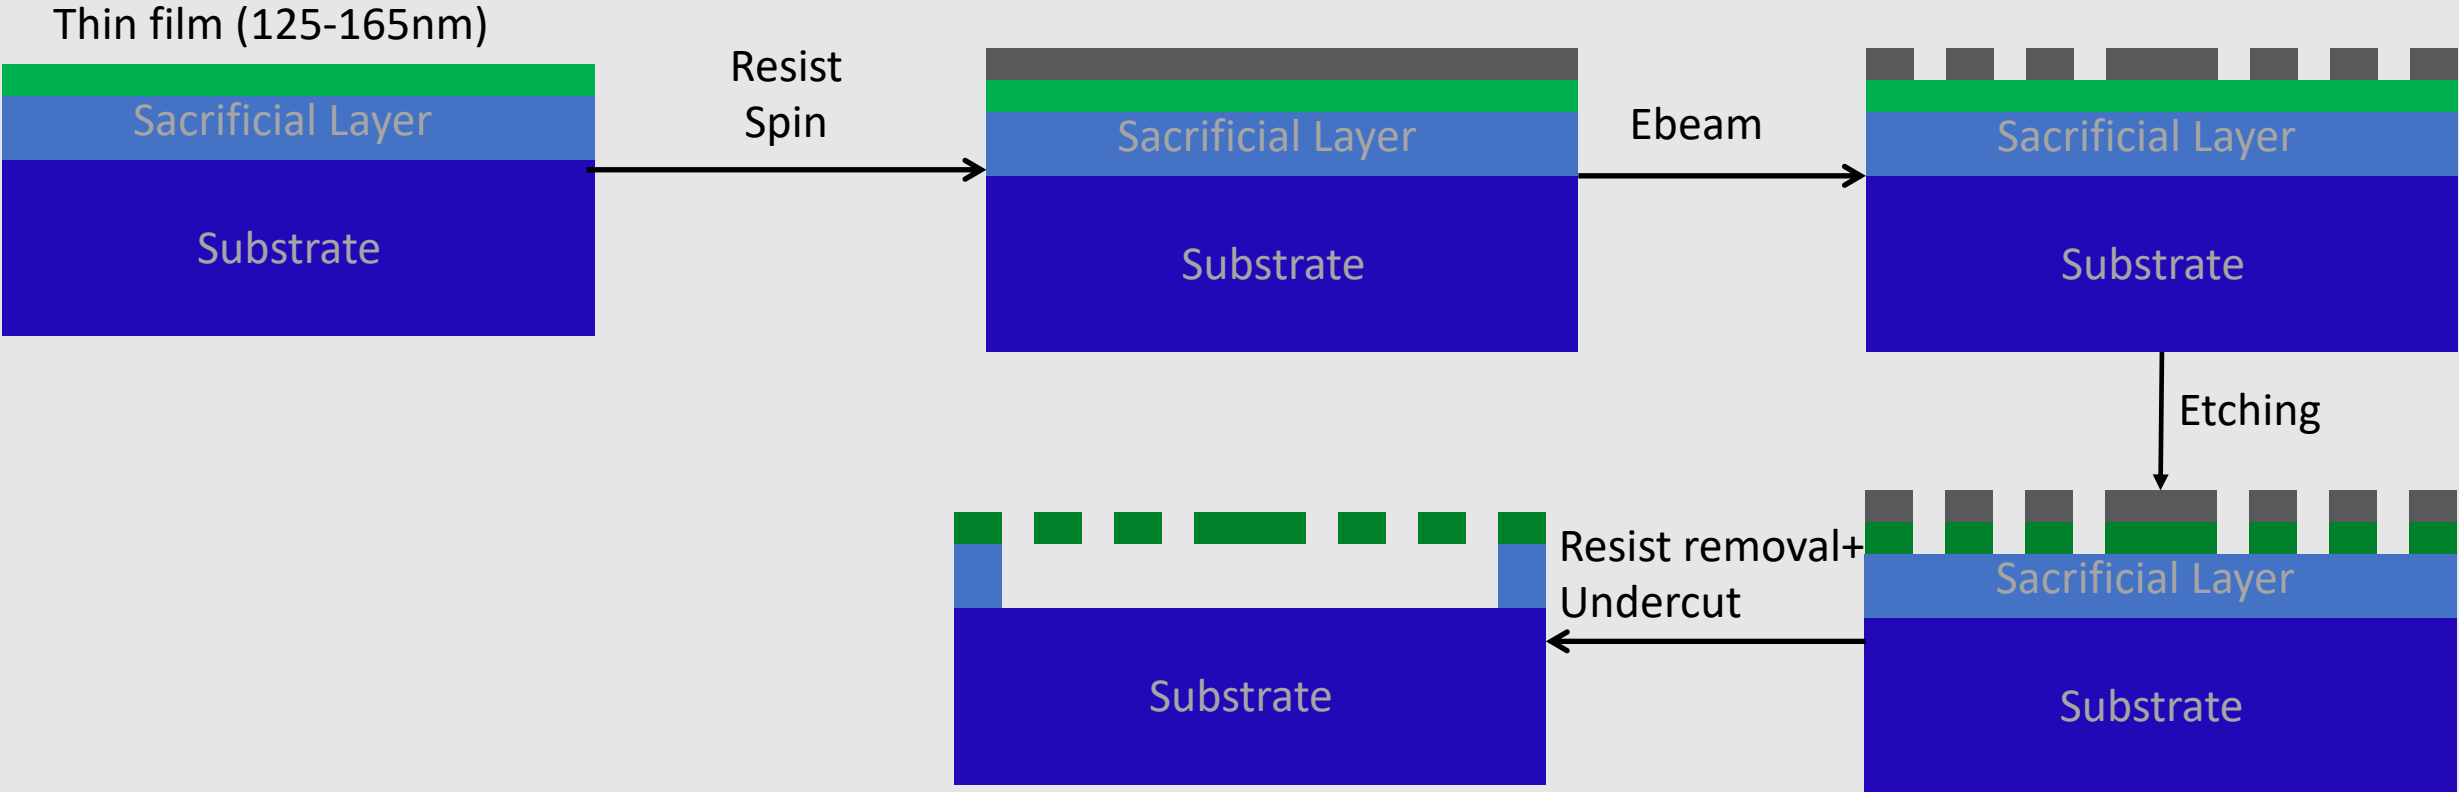 Thin film (125-165nm)
Sacrificial Layer
Substrate
Resist
Spin
Sacrificial Layer
Substrate
Ebeam
Sacrificial Layer
Substrate
Etching
Sacrificial Layer
Substrate
Resist removal+
Undercut
Substrate